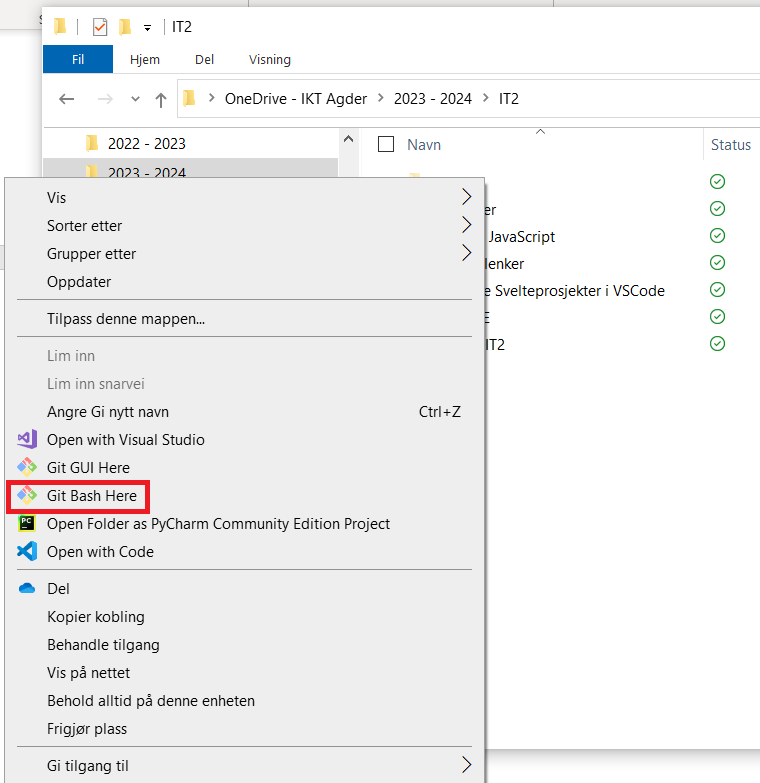 IT2
Fil Hjem Del Visning
OneDrive - IKT Agder > 2023 - 2024 > IT2
2022 - 2023
Navn Status
2023 - 2024
Vis
Sorter etter
JavaScript
Grupper etter
lenker
Oppdater
Svelteprosjekter i VSCode
Tilpass denne mappen...
IT2
Lim inn
Lim inn snarvei
Angre Gi nytt navn Ctrl+Z
Open with Visual Studio
Git GUI Here
Git Bash Here
PC Open Folder as PyCharm Community Edition Project
Open with Code
Del
Kopier kobling
Behandle tilgang
Vis på nettet
Behold alltid på denne enheten
Frigjør plass
Gi tilgang til